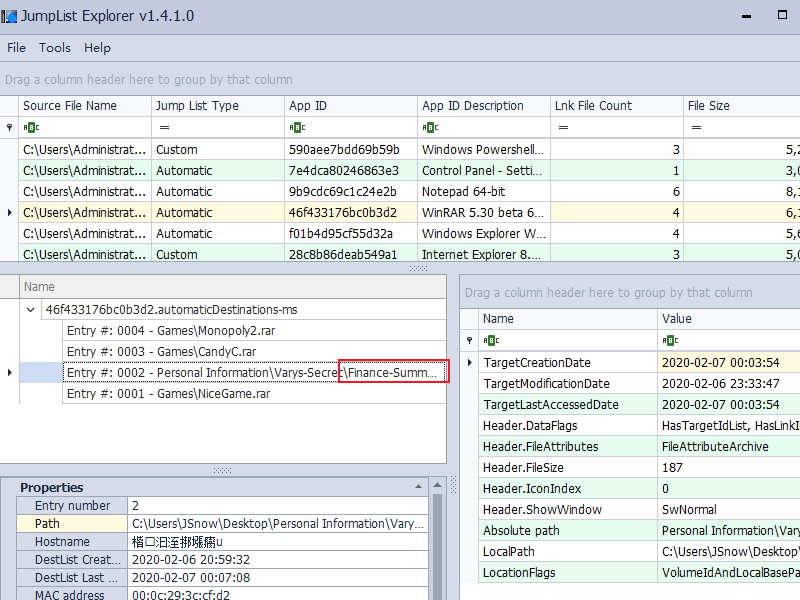 JumpList Explorer v1.4.1.0
File Tools Help
Drag a column header here to group by that column
Source File Name Jump List Type App ID App ID Description Lnk File Count File Size
= = =
C:\Users\Administrat... Custom 590aee7bdd69b59b Windows Powershell... 3 5,2
C:\Users\Administrat... Automatic 7e4dca80246863e3 Control Panel - Setti... 1 3,0
C:\Users\Administrat... Automatic 9b9cdc69c1c24e2b Notepad 64-bit 6 8,1
C:\Users\Administrat... Automatic 46f433176bc0b3d2 WinRAR 5.30 beta 6... 4 6,1
C:\Users\Administrat... Automatic f01b4d95cf55d32a Windows Explorer W... 4 5,6
C:\Users\Administrat... Custom 28c8b86deab549a1 Internet Explorer 8.... 3 5,0
Name
46f433176bc0b3d2.automaticDestinations-ms
Entry #: 0004 - Games\Monopoly2.rar
Entry #: 0003 - Games\CandyC.rar
Entry #: 0002 - Personal Information\Varys-Secret\Finance-Summ...
Entry #: 0001 - Games\NiceGame.rar
Properties
Entry number 2
Path C:\Users\JSnow\Desktop\Personal Information\Vary...
Hostname
DestList Creat... 2020-02-06 20:59:32
DestList Last ... 2020-02-07 00:07:08
MAC address 00:0c:29:3c:cf:d2
Drag a column header here to group by that column
Name Value
TargetCreationDate 2020-02-07 00:03:54
TargetModificationDate 2020-02-06 23:33:47
TargetLastAccessedDate 2020-02-07 00:03:54
Header.DataFlags HasTargetIdList, HasLinkI
Header.FileAttributes FileAttributeArchive
Header.FileSize 187
Header.IconIndex 0
Header.ShowWindow SwNormal
Absolute path Personal Information\Vary
LocalPath C:\Users\JSnow\Desktop\
LocationFlags VolumeIdAndLocalBasePa